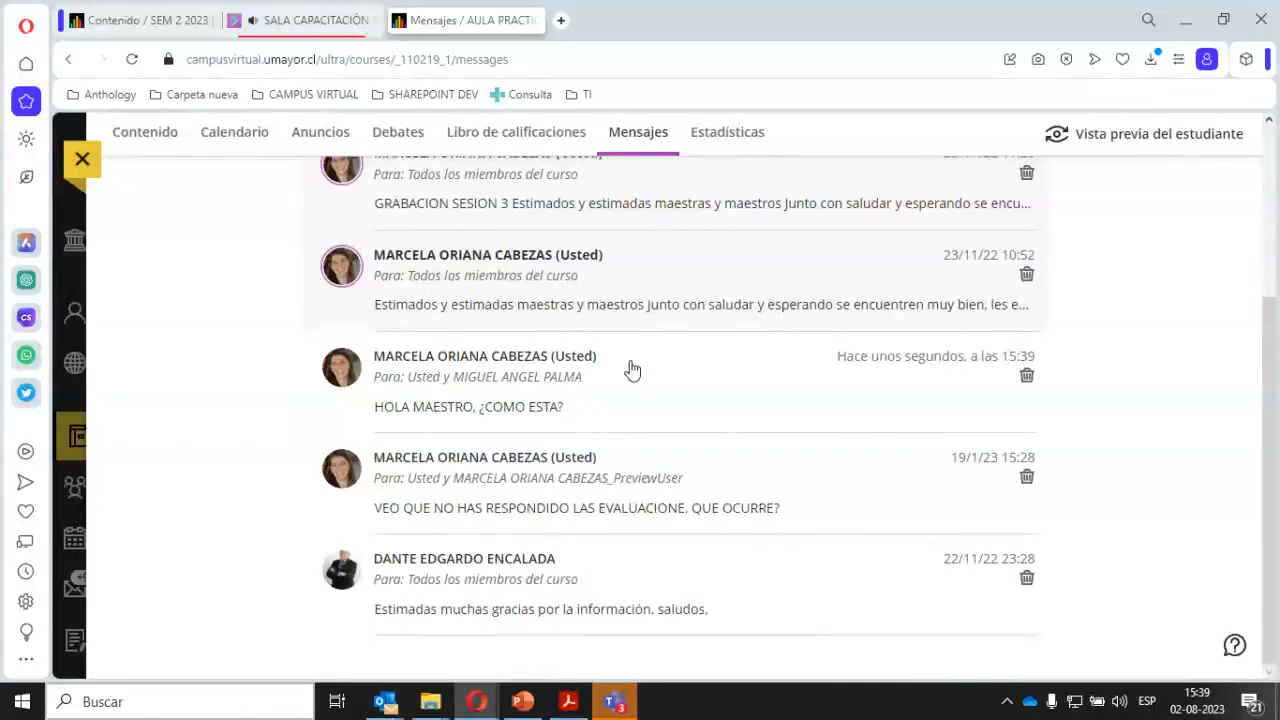 Contenido / SEM 2 2023
SALA CAPACITACIÓN
Mensajes / AULA PRACTI
campusvirtual.umayor.cl/ultra/courses/_110219_1/messages
Anthology
Carpeta nueva
CAMPUS VIRTUAL
SHAREPOINT DEV
Consulta
TI
Contenido
Calendario
Anuncios
Debates
Libro de calificaciones
Mensajes
Estadísticas
Vista previa del estudiante
Para: Todos los miembros del curso
GRABACION SESION 3 Estimados y estimadas maestras y maestros Junto con saludar y esperando se encu...
MARCELA ORIANA CABEZAS (Usted)
23/11/22 10:52
Para: Todos los miembros del curso
Estimados y estimadas maestras y maestros Junto con saludar y esperando se encuentren muy bien, les e...
MARCELA ORIANA CABEZAS (Usted)
Hace unos segundos, a las 15:39
Para: Usted y MIGUEL ANGEL PALMA
HOLA MAESTRO, ¿COMO ESTA?
MARCELA ORIANA CABEZAS (Usted)
19/1/23 15:28
Para: Usted y MARCELA ORIANA CABEZAS_PreviewUser
VEO QUE NO HAS RESPONDIDO LAS EVALUACIONE. QUE OCURRE?
DANTE EDGARDO ENCALADA
22/11/22 23:28
Para: Todos los miembros del curso
Estimadas muchas gracias por la información. saludos,
CS
Buscar
ESP
15:39
02-08-2023
21